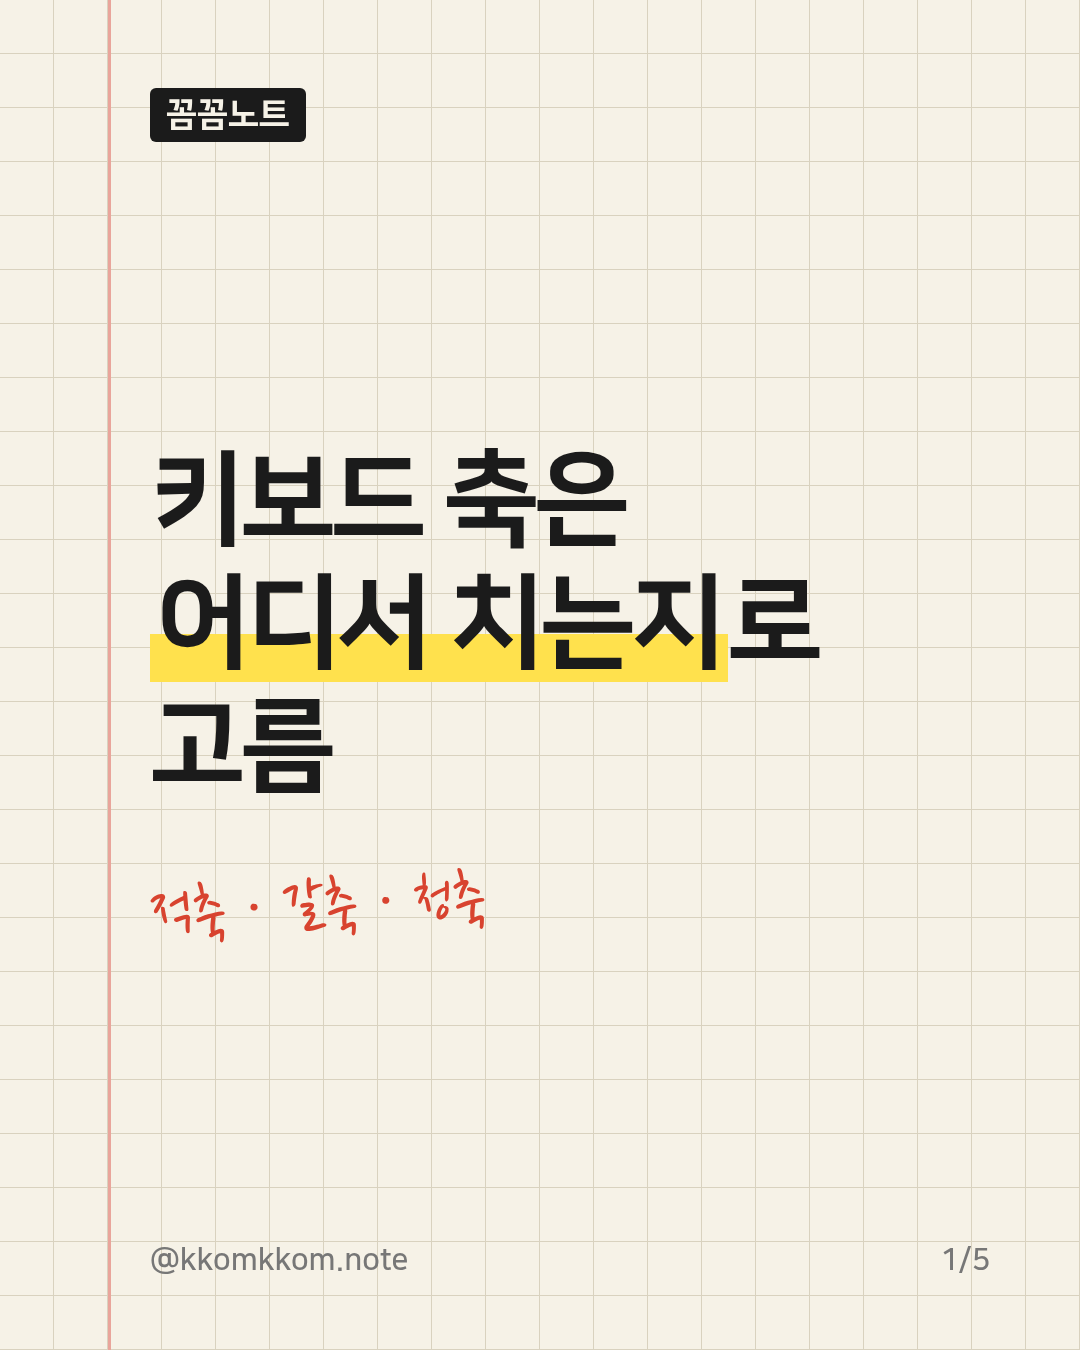 꼼꼼노트
키보드 축은
어디서 치는지로
고름
적축 · 갈축 · 청축
@kkomkkom.note
1/5